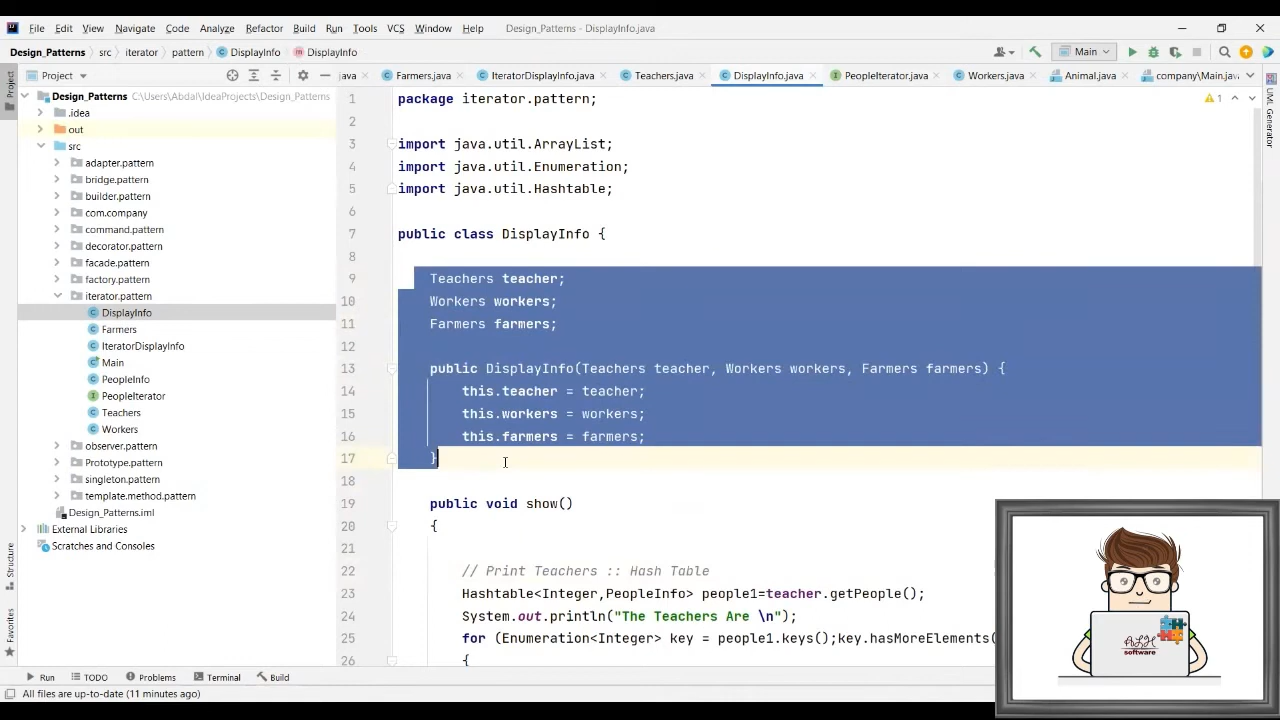 File Edit View Navigate Code Analyze Refactor Build Run Tools VCS Window Help Design_Patterns - DisplayInfo.java
Design_Patterns src iterator pattern DisplayInfo DisplayInfo Main
Project
Project
java Farmers.java IteratorDisplayInfo.java Teachers.java DisplayInfo.java PeopleIterator.java Workers.java Animal.java company\Main.java
UML Generator
Design_Patterns C:\Users\Abdal\IdeaProjects\Design_Patterns
.idea
out
src
adapter.pattern
bridge.pattern
builder.pattern
com.company
command.pattern
decorator.pattern
facade.pattern
factory.pattern
iterator.pattern
DisplayInfo
Farmers
IteratorDisplayInfo
Main
PeopleInfo
PeopleIterator
Teachers
Workers
observer.pattern
Prototype.pattern
singleton.pattern
template.method.pattern
Design_Patterns.iml
External Libraries
Scratches and Consoles
Structure
Favorites
1 package iterator.pattern;
2
3 import java.util.ArrayList;
4 import java.util.Enumeration;
5 import java.util.Hashtable;
6
7 public class DisplayInfo {
8
9 Teachers teacher;
10 Workers workers;
11 Farmers farmers;
12
13 public DisplayInfo(Teachers teacher, Workers workers, Farmers farmers) {
14 this.teacher = teacher;
15 this.workers = workers;
16 this.farmers = farmers;
17 }
18
19 public void show()
20 {
21
22 // Print Teachers :: Hash Table
23 Hashtable<Integer,PeopleInfo> people1=teacher.getPeople();
24 System.out.println("The Teachers Are \n");
25 for (Enumeration<Integer> key = people1.keys();key.hasMoreElements(
26 {
1
software
Run TODO Problems Terminal Build
All files are up-to-date (11 minutes ago)